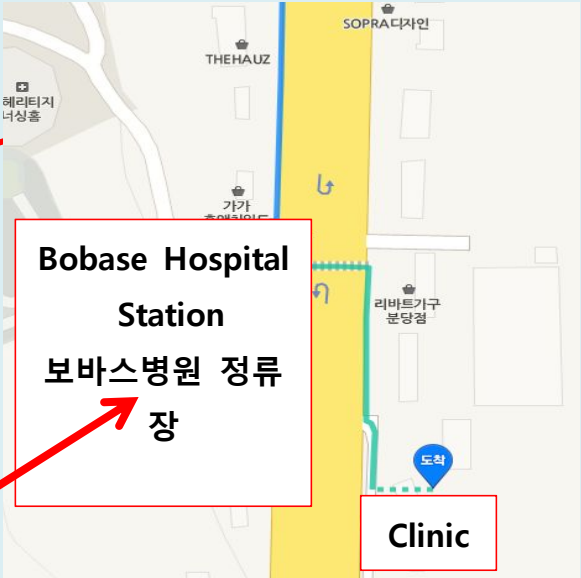 SOPRA디자인
THEHAUZ
헤리티지
너싱홈
가가
Bobase Hospital
Station
보바스병원 정류
장
리바트가구
분당점
도착
Clinic